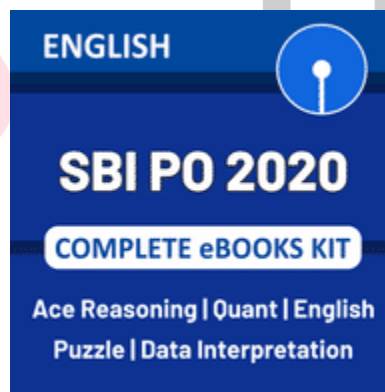 ENGLISH
SBI PO 2020
COMPLETE eBOOKS KIT
Ace Reasoning | Quant | English
Puzzle | Data Interpretation